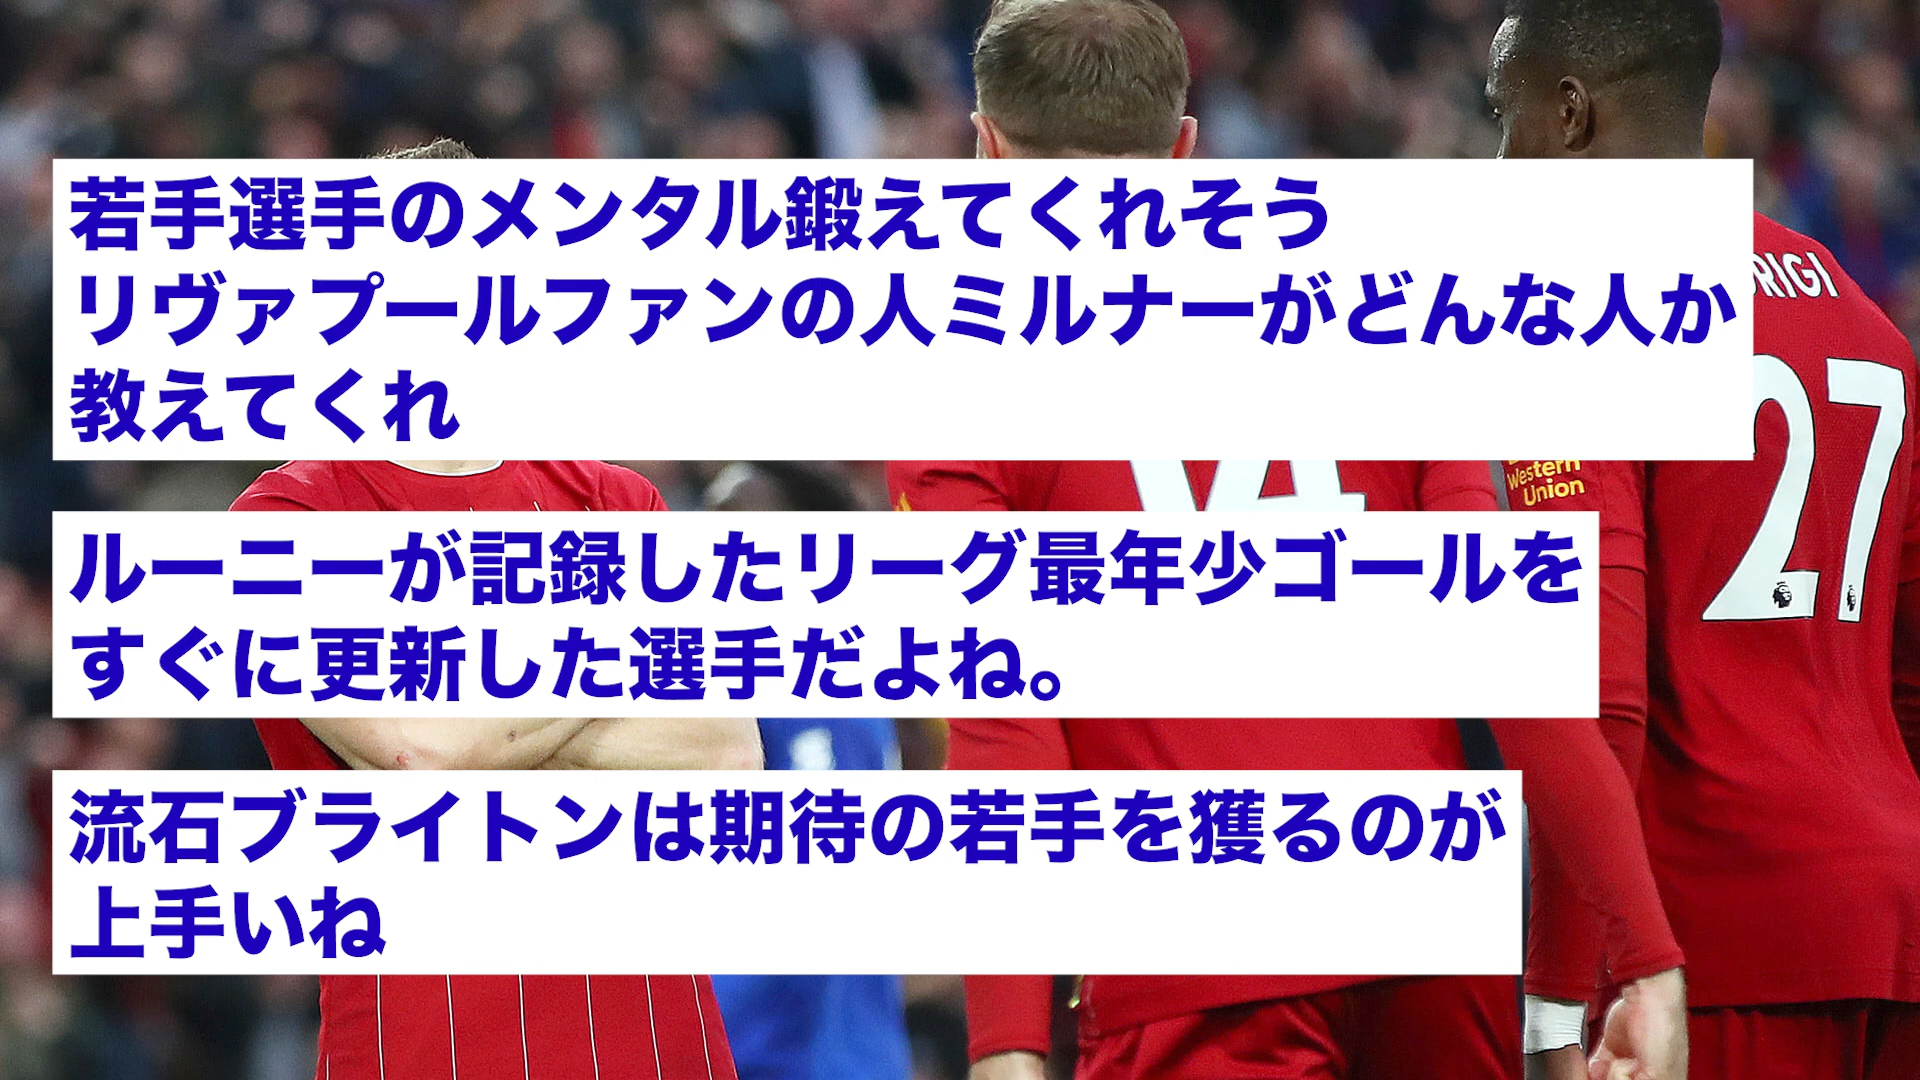 若手選手のメンタル鍛えてくれそう
リヴァプールファンの人ミルナーがどんな人か
教えてくれ
RIGI
27
14
Western
Union
ルーニーが記録したリーグ最年少ゴールを
すぐに更新した選手だよね。
流石ブライトンは期待の若手を獲るのが
上手いね